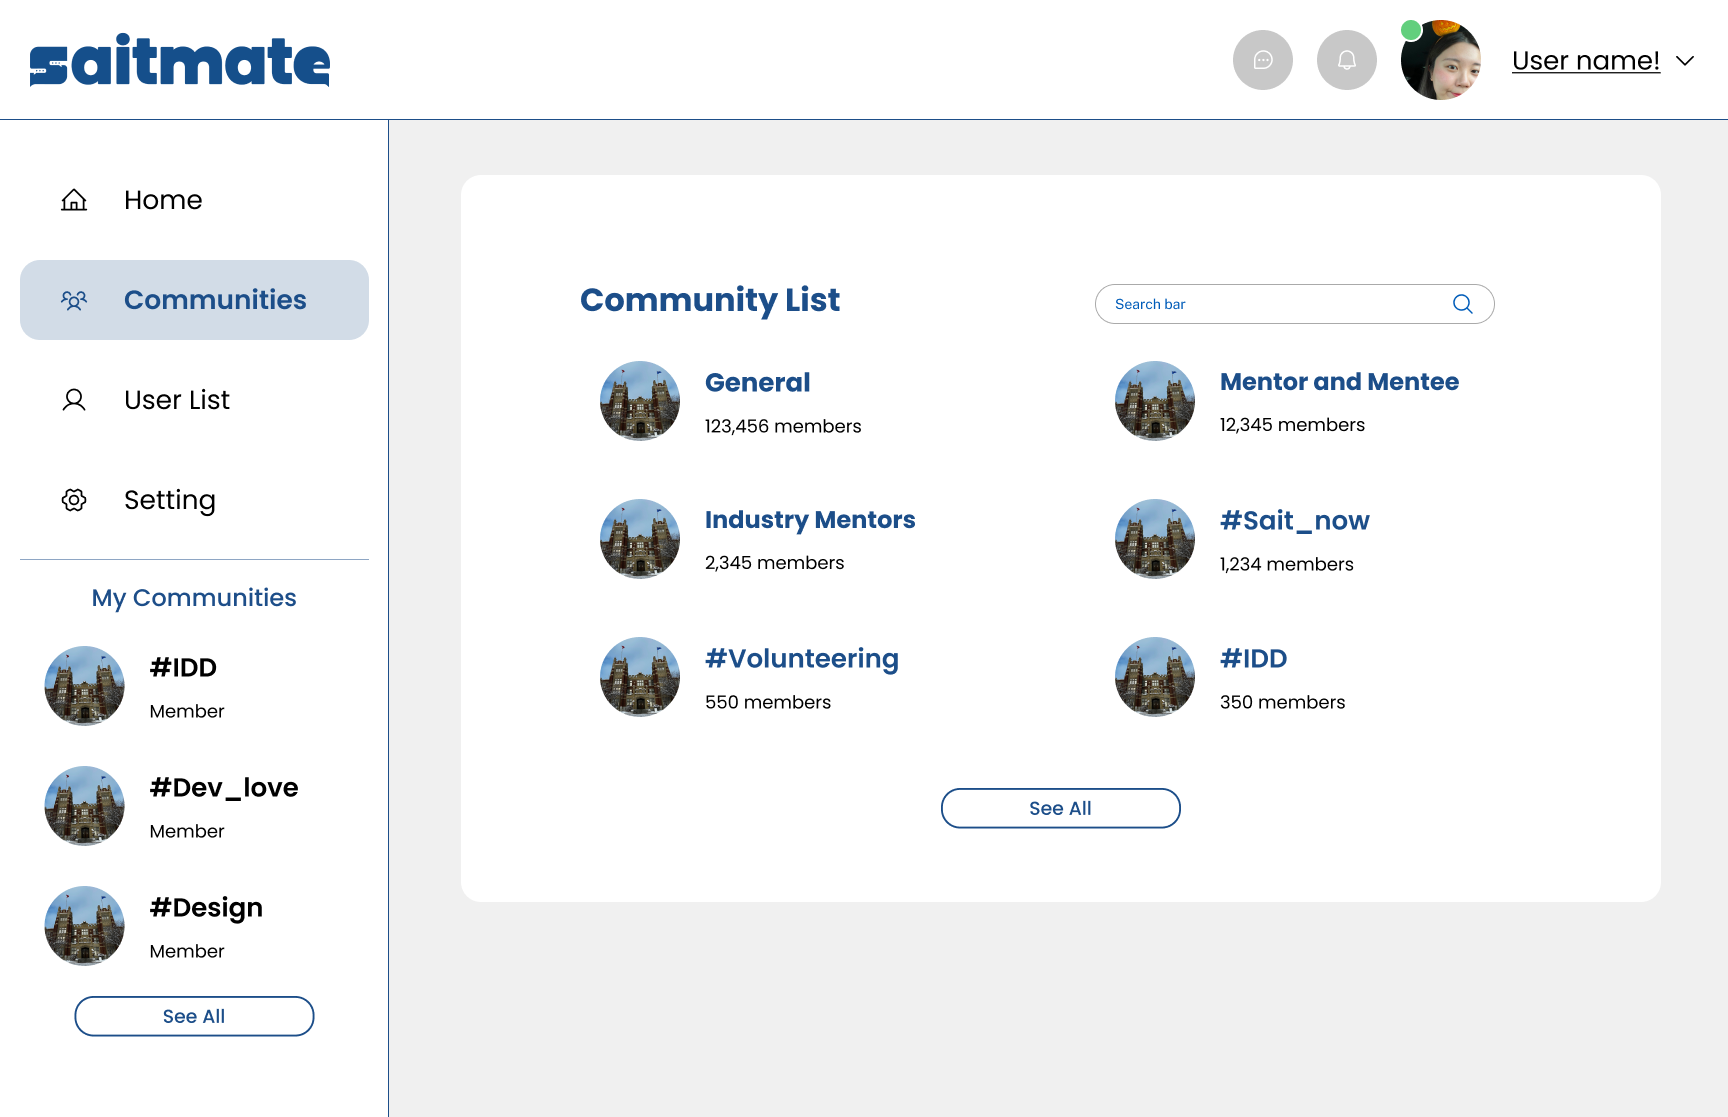 saitmate
User name!
Home
Communities
User List
Setting
My Communities
#IDD
Member
#Dev_love
Member
#Design
Member
See All
Community List
Search bar
General
123,456 members
Mentor and Mentee
12,345 members
Industry Mentors
2,345 members
#Sait_now
1,234 members
#Volunteering
550 members
#IDD
350 members
See All